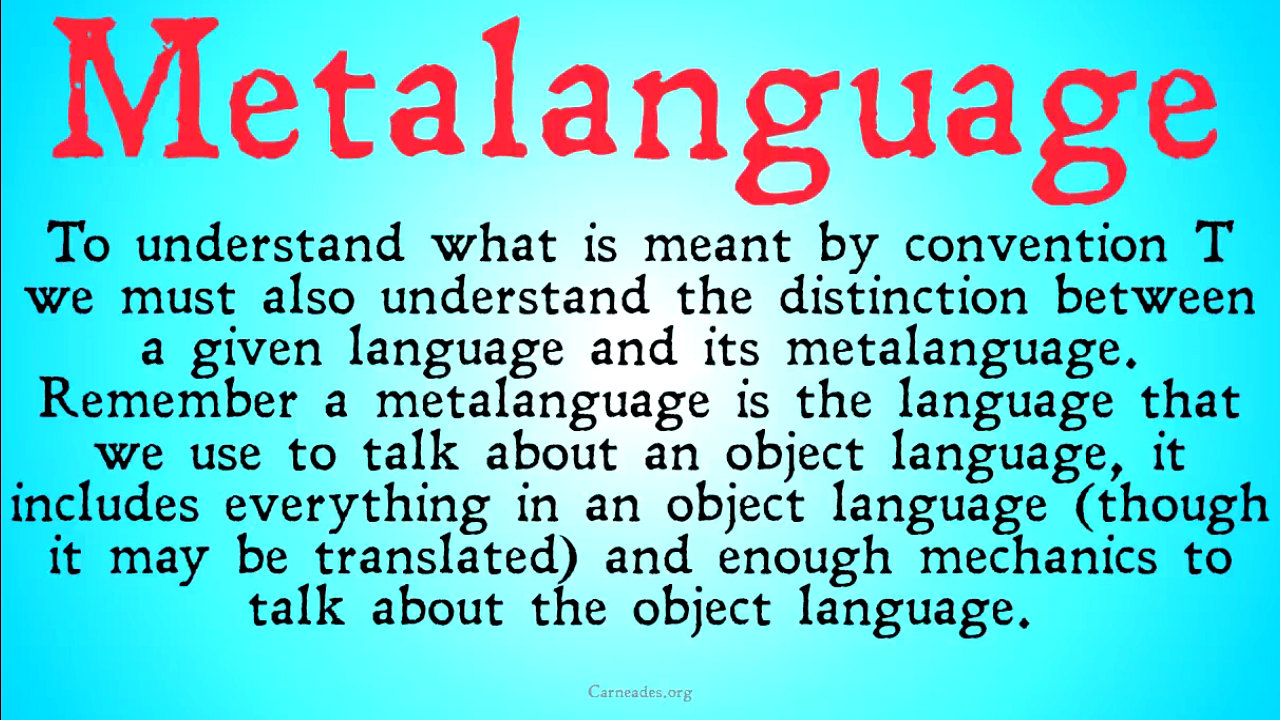 Metalanguage
To understand what is meant by convention T
we must also understand the distinction between
a given language and its metalanguage.
Remember a metalanguage is the language that
we use to talk about an object language, it
includes everything in an object language (though
it may be translated) and enough mechanics to
talk about the object language.
Carneades.org